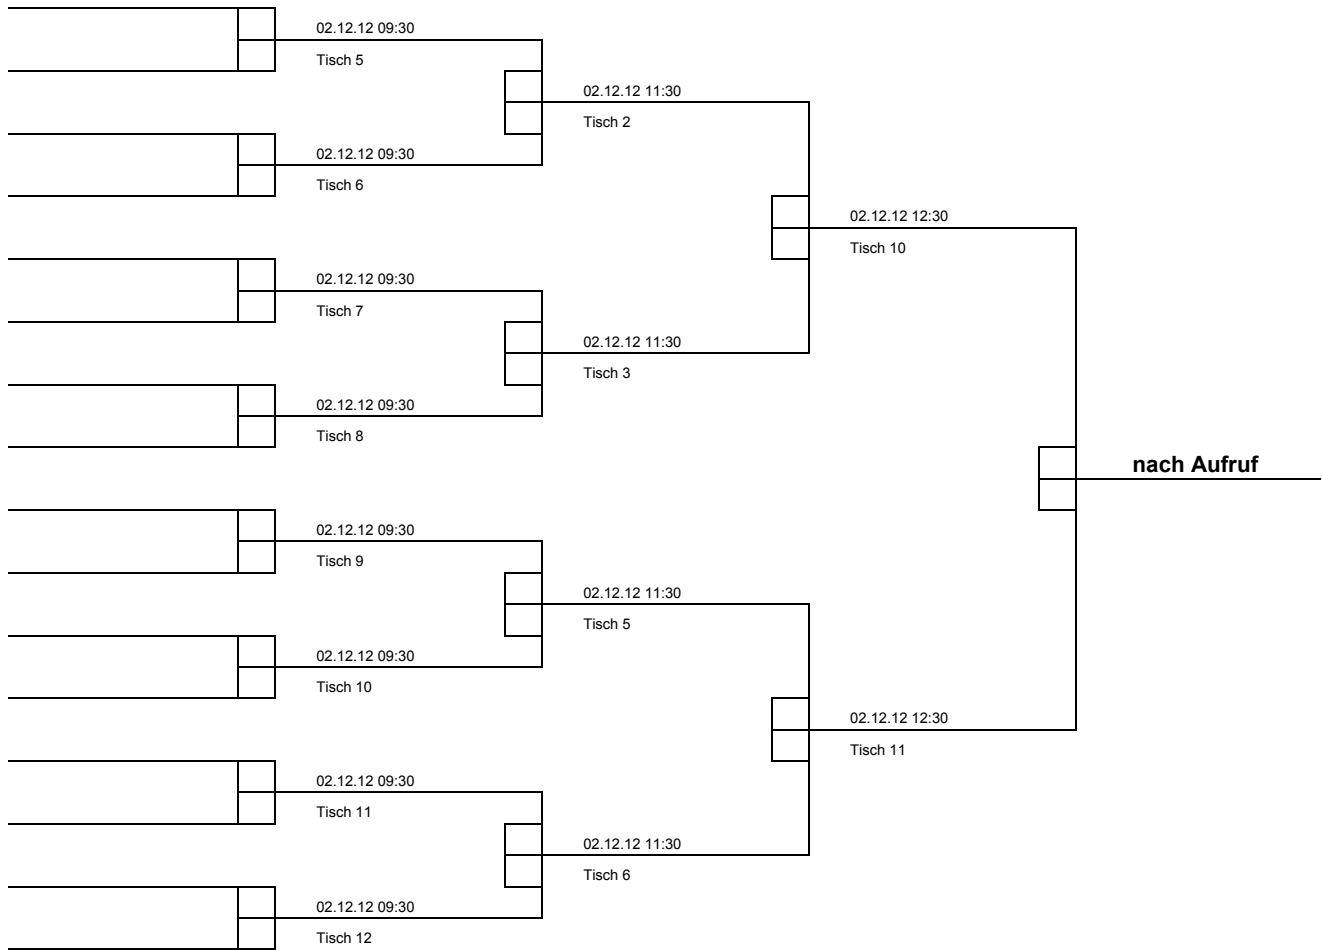 02.12.12 09:30
Tisch 5
02.12.12 11:30
Tisch 2
02.12.12 09:30
Tisch 6
02.12.12 12:30
Tisch 10
02.12.12 09:30
Tisch 7
02.12.12 11:30
Tisch 3
02.12.12 09:30
Tisch 8
nach Aufruf
02.12.12 09:30
Tisch 9
02.12.12 11:30
Tisch 5
02.12.12 09:30
Tisch 10
02.12.12 12:30
Tisch 11
02.12.12 09:30
Tisch 11
02.12.12 11:30
Tisch 6
02.12.12 09:30
Tisch 12